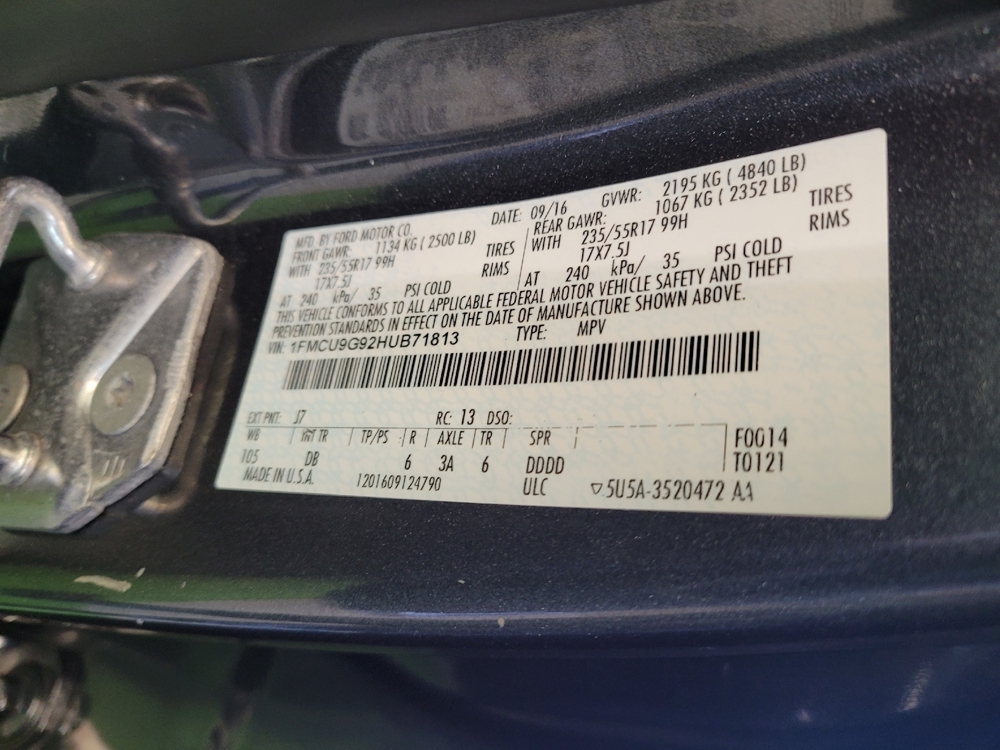 MFD. BY FORD MOTOR CO. DATE: 09/16 GVWR: 2195 KG ( 4840 LB)
FRONT GAWR: 1134 KG ( 2500 LB) REAR GAWR: 1067 KG ( 2352 LB)
WITH 235/55R17 99H TIRES WITH 235/55R17 99H TIRES
17X7.5J RIMS 17X7.5J RIMS
AT 240 kPa/ 35 PSI COLD AT 240 kPa/ 35 PSI COLD
THIS VEHICLE CONFORMS TO ALL APPLICABLE FEDERAL MOTOR VEHICLE SAFETY AND THEFT
PREVENTION STANDARDS IN EFFECT ON THE DATE OF MANUFACTURE SHOWN ABOVE.
VIN: 1FMCU9G92HUB71813 TYPE: MPV
EXT PNT: J7 RC: 13 DSO:
WB INT TR TP/PS R AXLE TR SPR F0014
105 DB 6 3A 6 DDDD T0121
MADE IN U.S.A. 1201609124790 ULC ▽5U5A-3520472 AA